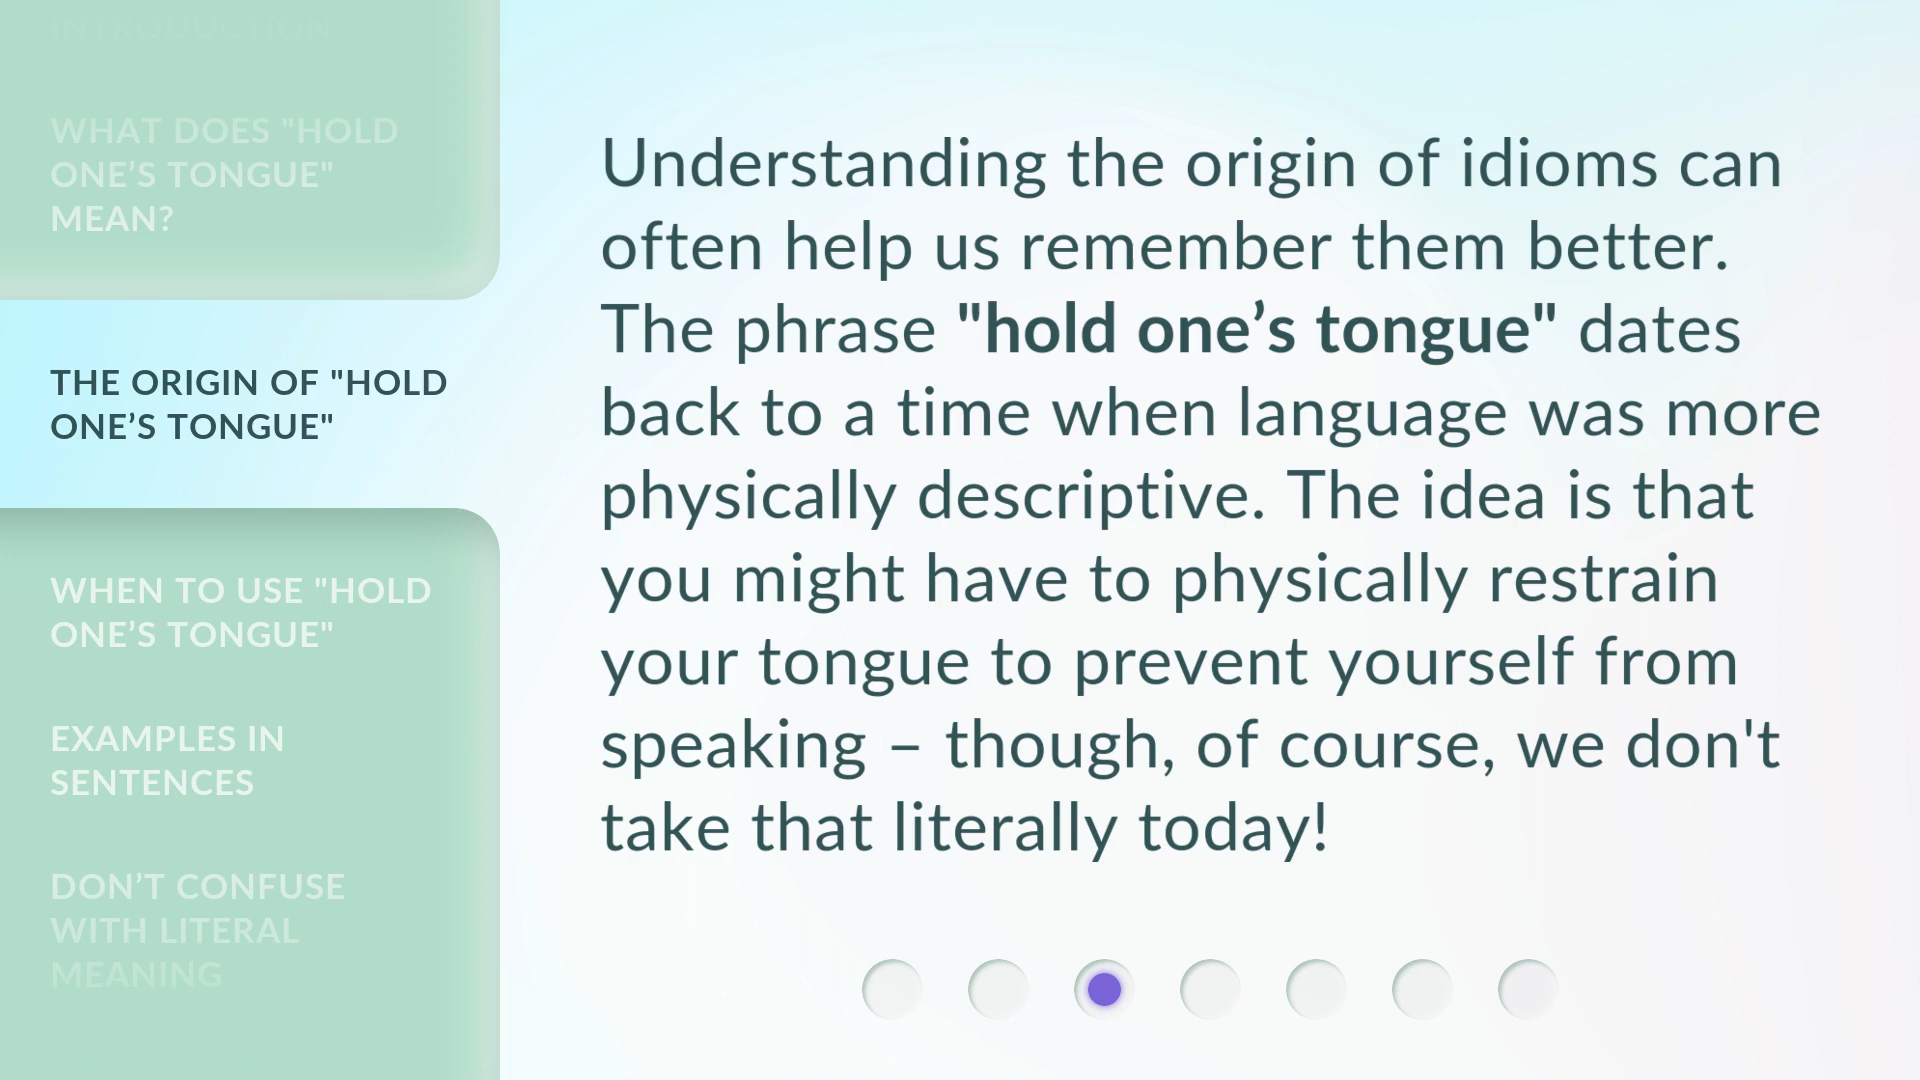 INTRODUCTION
WHAT DOES "HOLD
ONE’S TONGUE"
MEAN?
THE ORIGIN OF "HOLD
ONE’S TONGUE"
WHEN TO USE "HOLD
ONE’S TONGUE"
EXAMPLES IN
SENTENCES
DON’T CONFUSE
WITH LITERAL
MEANING
Understanding the origin of idioms can
often help us remember them better.
The phrase "hold one’s tongue" dates
back to a time when language was more
physically descriptive. The idea is that
you might have to physically restrain
your tongue to prevent yourself from
speaking – though, of course, we don't
take that literally today!